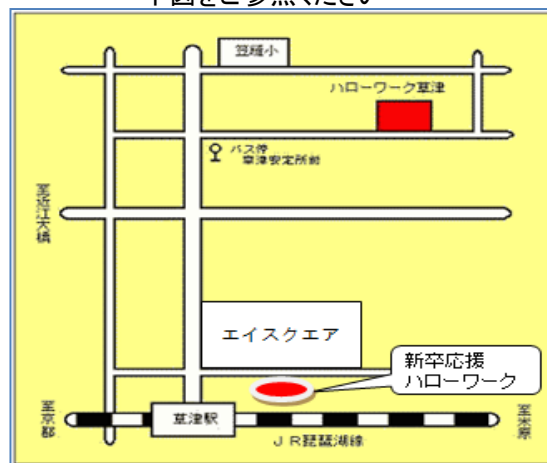 下図をご参照ください
笠縫小
ハローワーク草津
バス停
草津安定所前
至近江大橋
エイスクエア
新卒応援
ハローワーク
至京都
草津駅
至米原
JR琵琶湖線